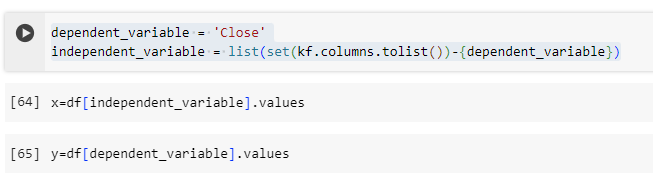 dependent_variable = 'Close'
independent_variable = list(set(kf.columns.tolist())-{dependent_variable})
[64] x=df[independent_variable].values
[65] y=df[dependent_variable].values